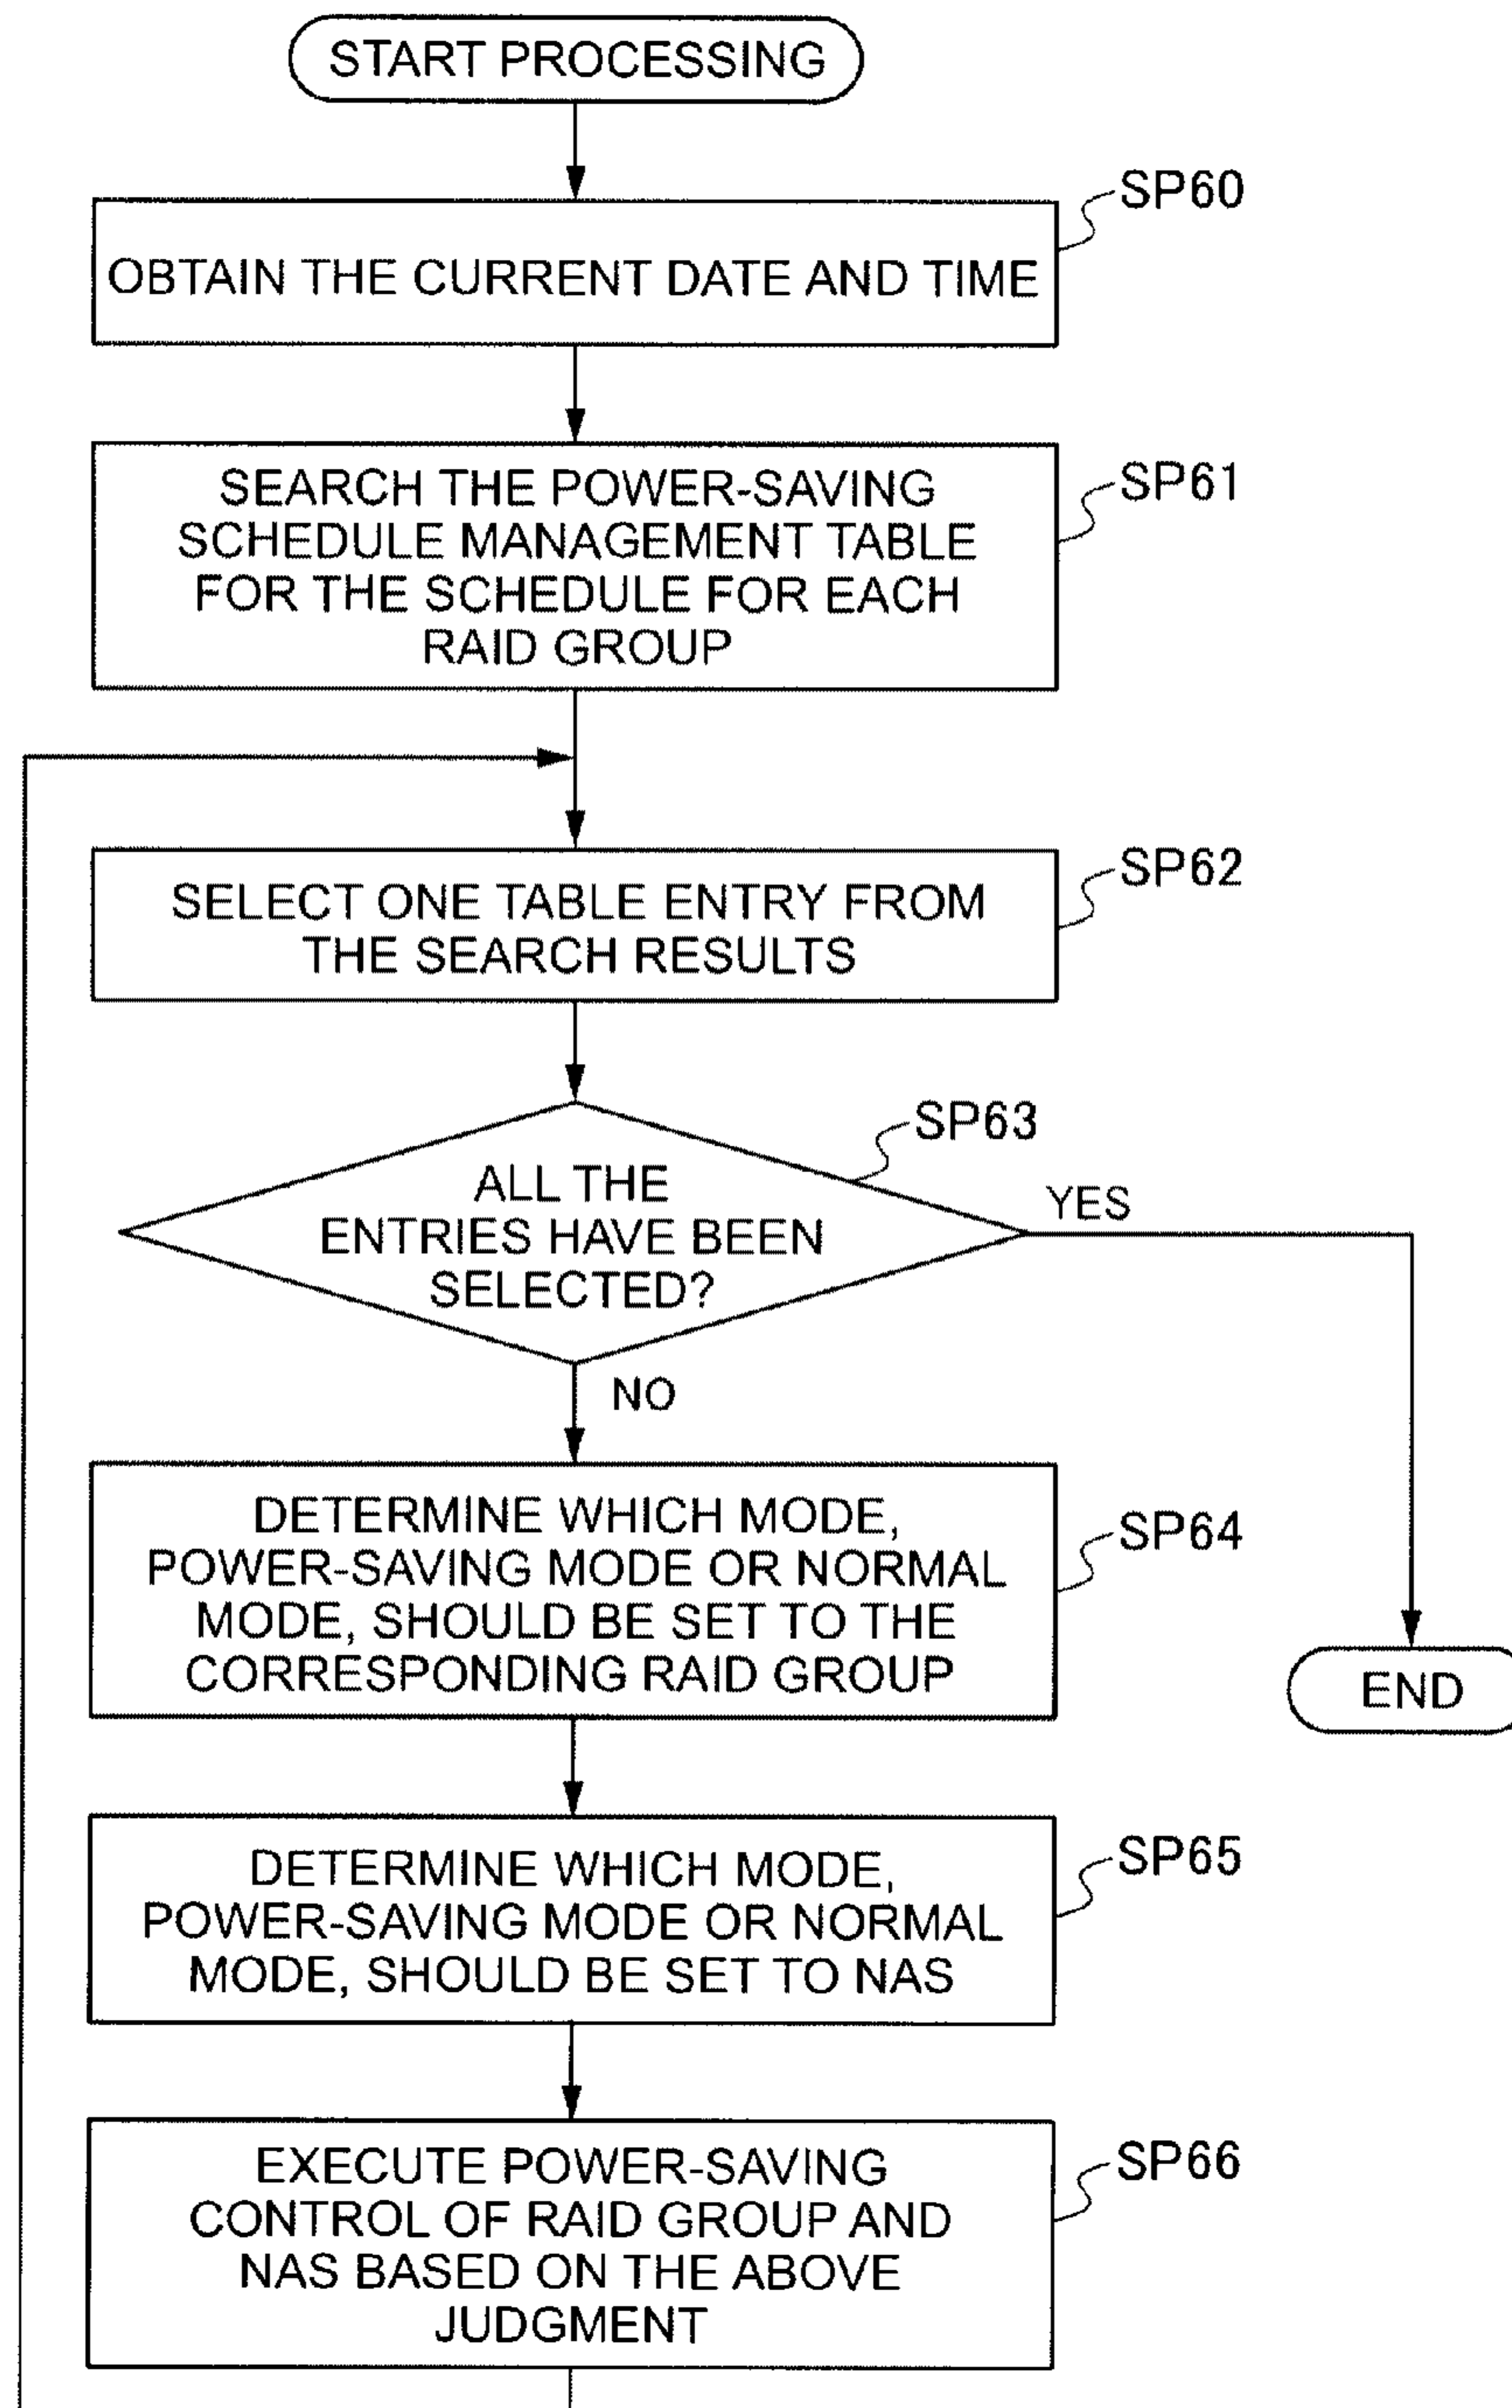 START PROCESSING
SP60
OBTAIN THE CURRENT DATE AND TIME
SP61
SEARCH THE POWER-SAVING
SCHEDULE MANAGEMENT TABLE
FOR THE SCHEDULE FOR EACH
RAID GROUP
SP62
SELECT ONE TABLE ENTRY FROM
THE SEARCH RESULTS
SP63
ALL THE
ENTRIES HAVE BEEN
SELECTED?
YES
NO
SP64
DETERMINE WHICH MODE,
POWER-SAVING MODE OR NORMAL
MODE, SHOULD BE SET TO THE
CORRESPONDING RAID GROUP
END
SP65
DETERMINE WHICH MODE,
POWER-SAVING MODE OR NORMAL
MODE, SHOULD BE SET TO NAS
SP66
EXECUTE POWER-SAVING
CONTROL OF RAID GROUP AND
NAS BASED ON THE ABOVE
JUDGMENT